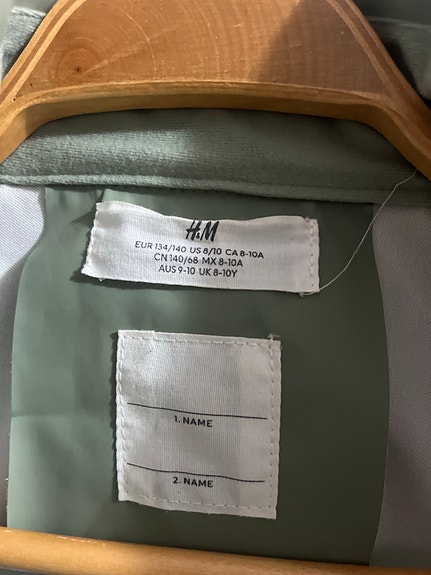 H&M
EUR 134/140 US 8/10 CA 8-10A
CN 140/68 MX 8-10A
AUS 9-10 UK 8-10Y
1. NAME
2. NAME